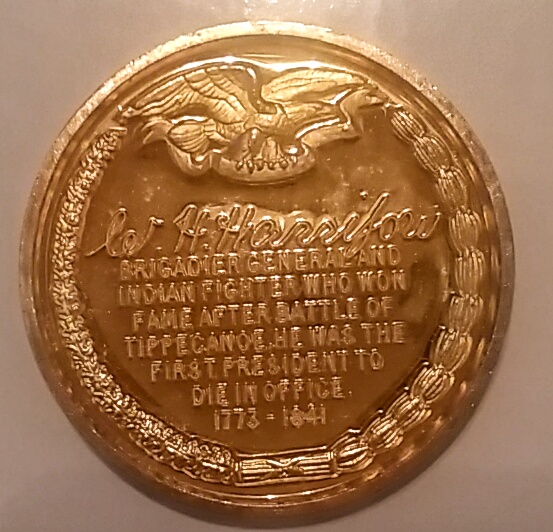 W. H. Harrison
BRIGADIER GENERAL AND
INDIAN FIGHTER WHO WON
FAME AFTER BATTLE OF
TIPPECANOE. HE WAS THE
FIRST PRESIDENT TO
DIE IN OFFICE.
1773 - 1841